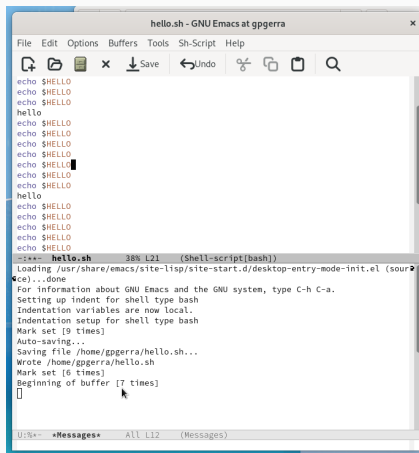 hello.sh - GNU Emacs at gpgerra ×
File Edit Options Buffers Tools Sh-Script Help
Save Undo
echo $HELLO
echo $HELLO
echo $HELLO
hello
echo $HELLO
echo $HELLO
echo $HELLO
echo $HELLO
echo $HELLO
echo $HELLO
echo $HELLO
hello
echo $HELLO
echo $HELLO
echo $HELLO
echo $HELLO
echo $HELLO
-:**- hello.sh 38% L21 (Shell-script[bash])
Loading /usr/share/emacs/site-lisp/site-start.d/desktop-entry-mode-init.el (sour
ce)...done
For information about GNU Emacs and the GNU system, type C-h C-a.
Setting up indent for shell type bash
Indentation variables are now local.
Indentation setup for shell type bash
Mark set [9 times]
Auto-saving...
Saving file /home/gpgerra/hello.sh...
Wrote /home/gpgerra/hello.sh
Mark set [6 times]
Beginning of buffer [7 times]
U:%*- *Messages* All L12 (Messages)